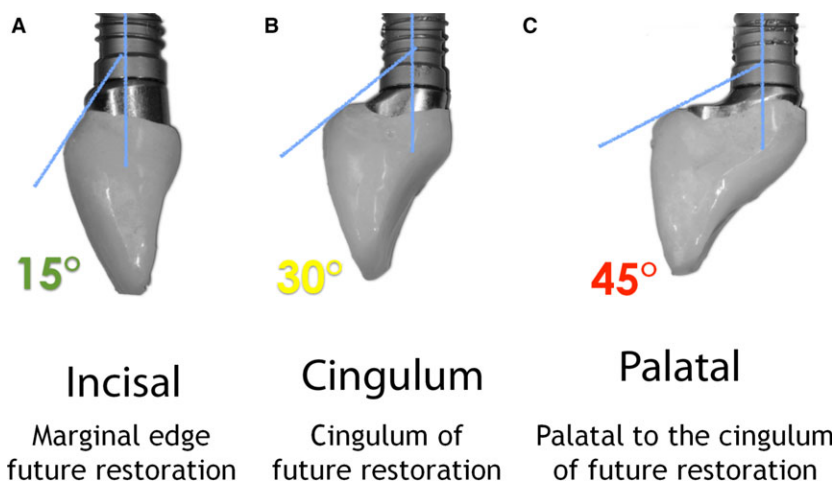 A
B
C
15°
30°
45°
Incisal
Cingulum
Palatal
Marginal edge
future restoration
Cingulum of
future restoration
Palatal to the cingulum
of future restoration